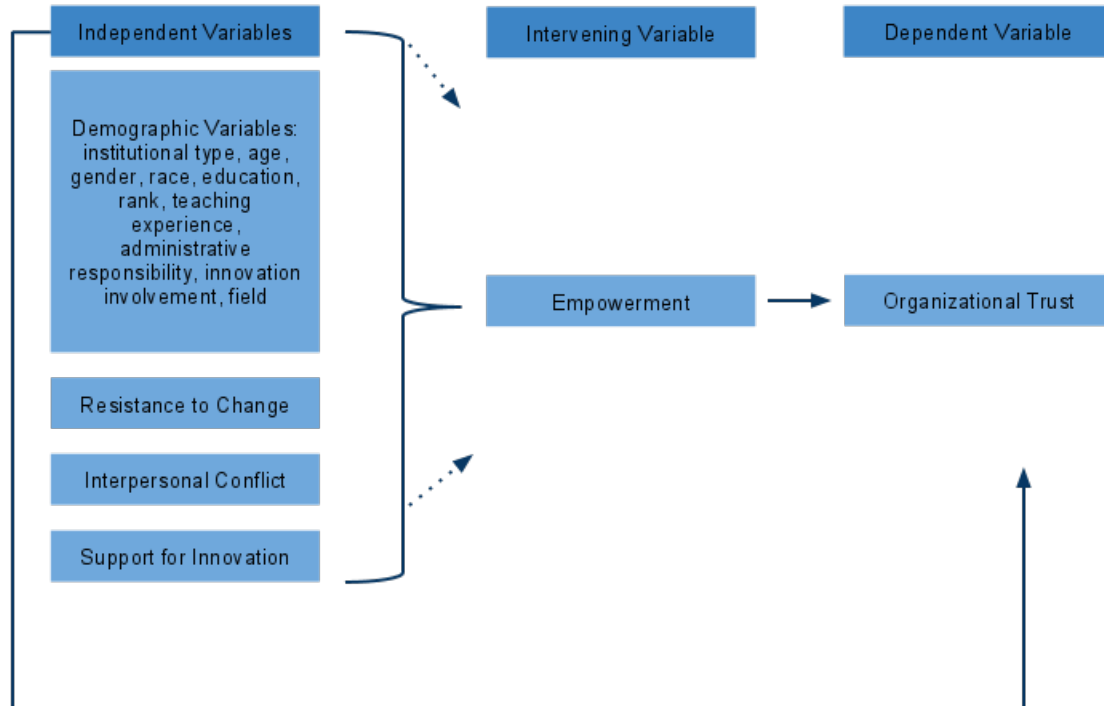 Independent Variables
Intervening Variable
Dependent Variable
Demographic Variables:
institutional type, age,
gender, race, education,
rank, teaching
experience,
administrative
responsibility, innovation
involvement, field
Empowerment
Organizational Trust
Resistance to Change
Interpersonal Conflict
Support for Innovation